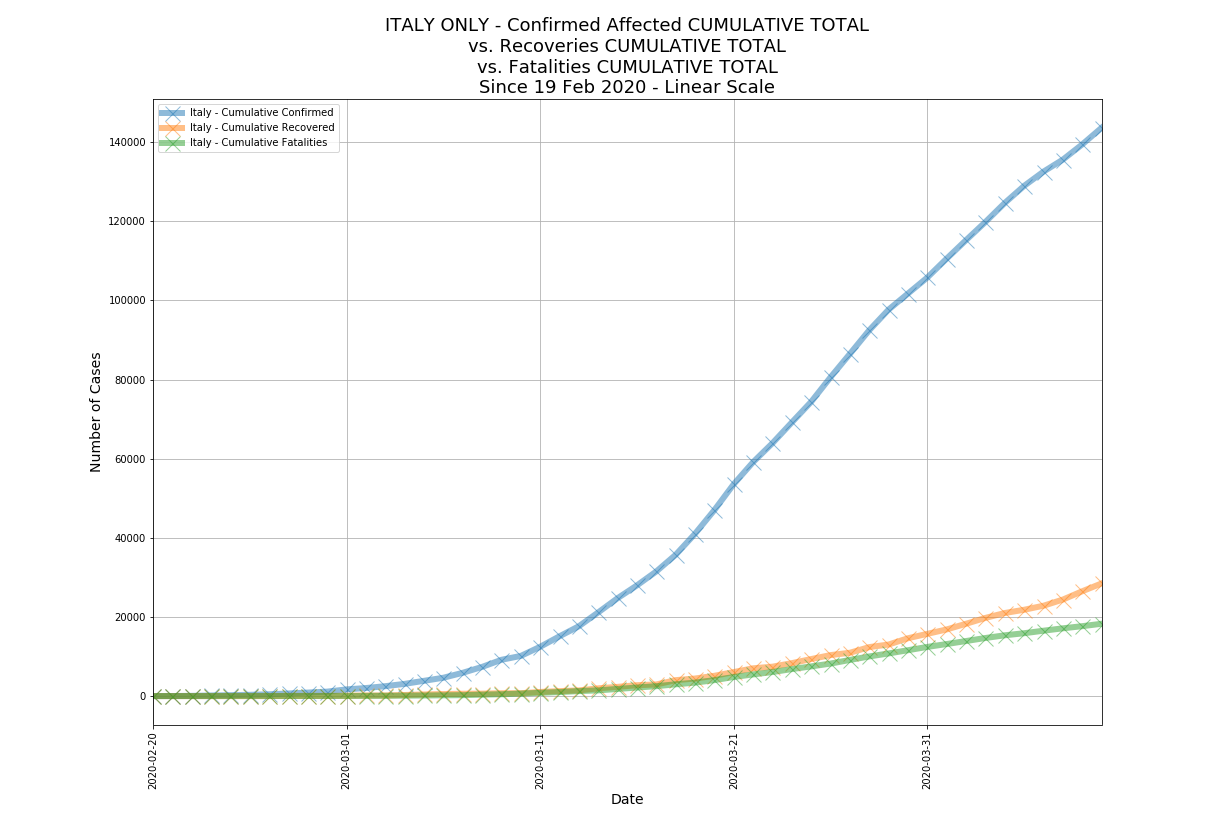 ITALY ONLY - Confirmed Affected CUMULATIVE TOTAL
vs. Recoveries CUMULATIVE TOTAL
vs. Fatalities CUMULATIVE TOTAL
Since 19 Feb 2020 - Linear Scale
Italy - Cumulative Confirmed
Italy - Cumulative Recovered
Italy - Cumulative Fatalities
140000
120000
100000
80000
60000
40000
20000
0
Number of Cases
2020-02-20
2020-03-01
2020-03-11
2020-03-21
2020-03-31
Date